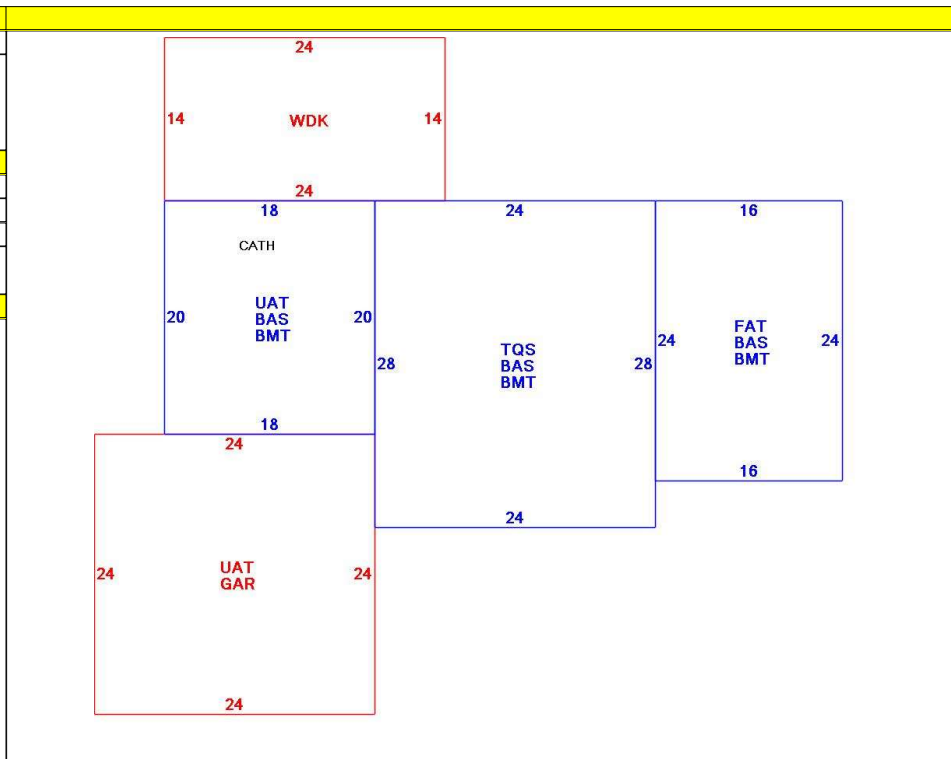 24
14 WDK 14
24
18 24 16
CATH
UAT
BAS
BMT
20 20
FAT
BAS
BMT
24 24
TQS
BAS
BMT
28 28
18
24
16
24
UAT
GAR
24 24
24